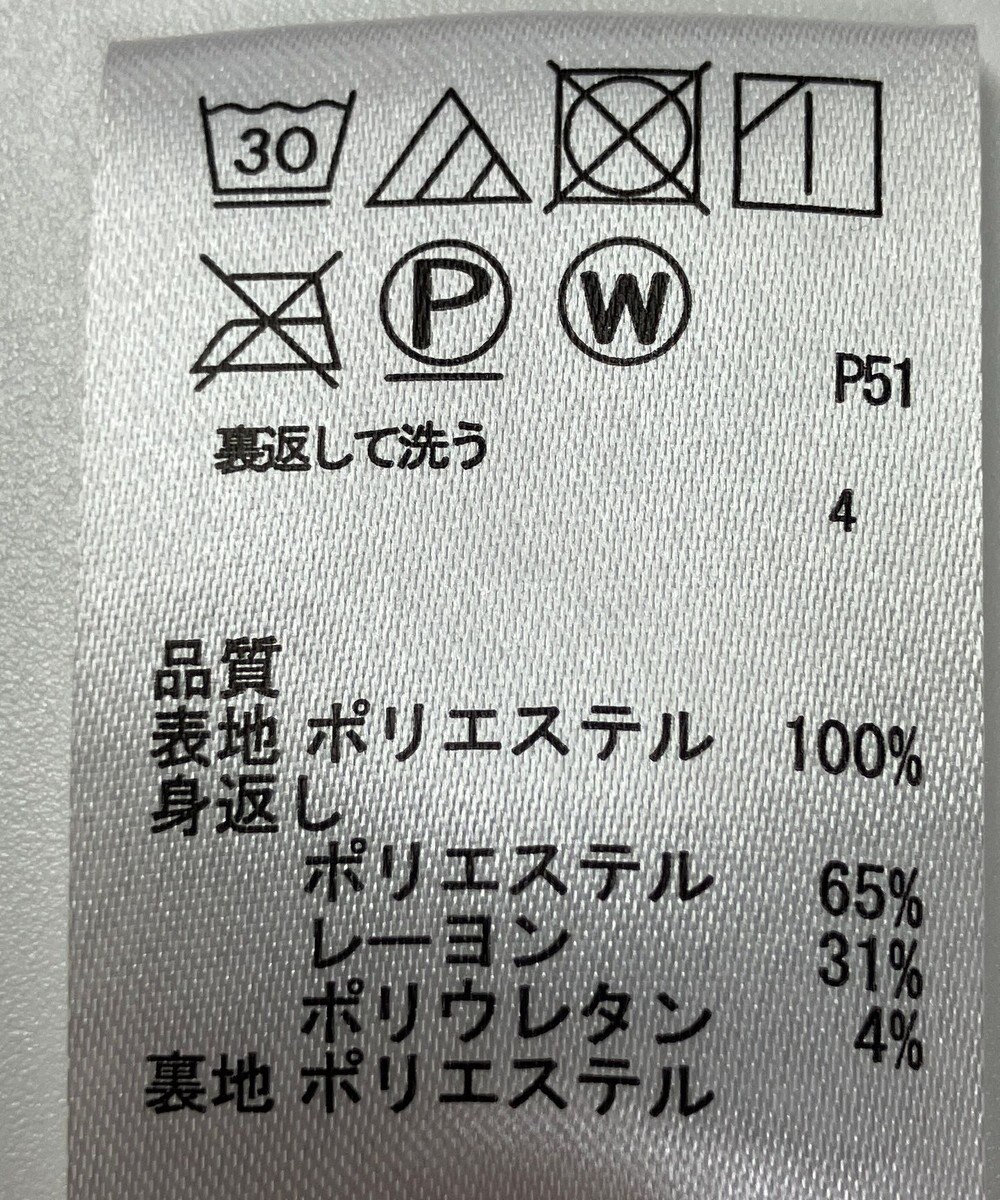 30
P W
P51
裏返して洗う
4
品質
表地 ポリエステル 100%
身返し
ポリエステル 65%
レーヨン 31%
ポリウレタン 4%
裏地 ポリエステル